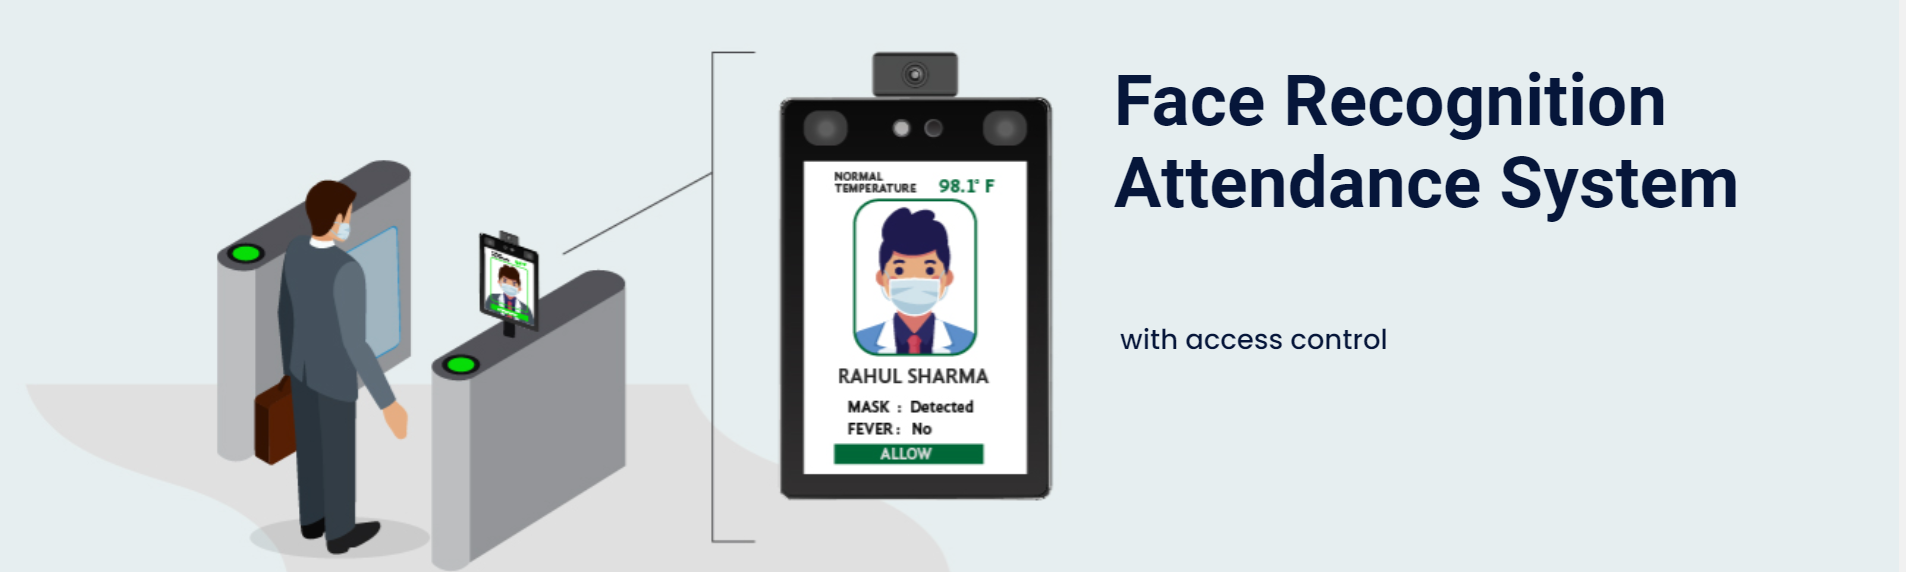 NORMAL
TEMPERATURE 98.1° F
RAHUL SHARMA
MASK : Detected
FEVER : No
ALLOW
Face Recognition
Attendance System
with access control